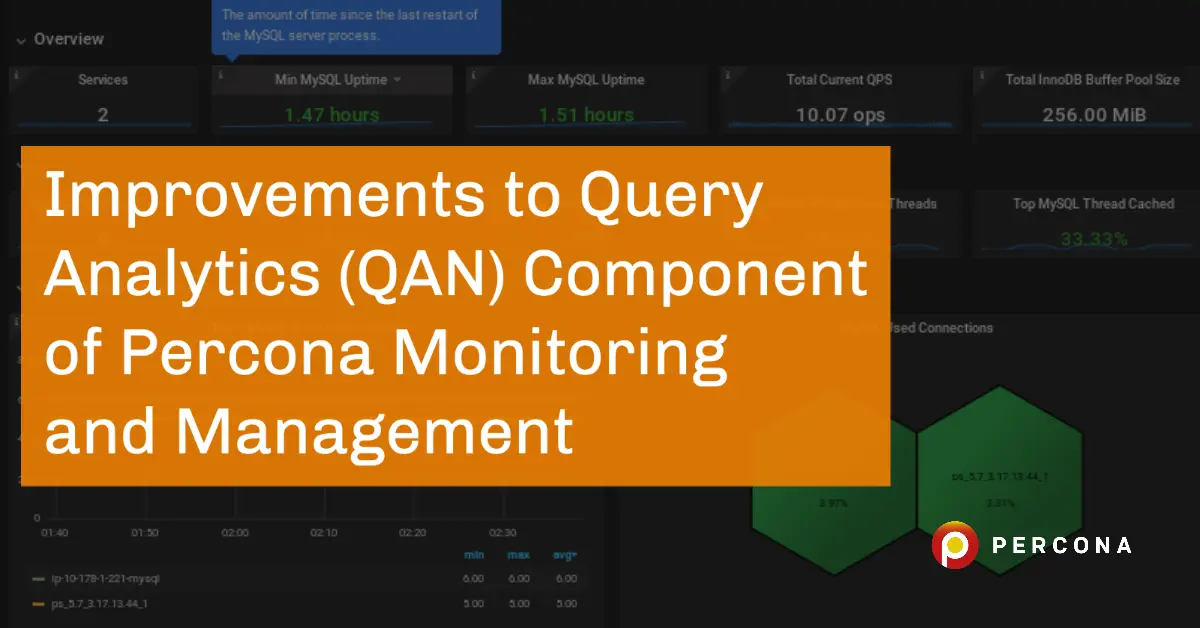 The amount of time since the last restart of
the MySQL server process.
Overview
Services
Min MySQL Uptime
Max MySQL Uptime
Total Current QPS
Total InnoDB Buffer Pool Size
2
1.47 hours
1.51 hours
10.07 ops
256.00 MiB
Improvements to Query
Analytics (QAN) Component
of Percona Monitoring
and Management
Threads
Top MySQL Thread Cached
33.33%
Used Connections
ps_5.7_3.17.13.44_1
0
01:40
01:50
02:00
02:10
02:20
02:30
min
max
avg
ip-10-178-1-221-mysql
6.00
6.00
6.00
ps_5.7_3.17.13.44_1
5.00
5.00
5.00
PERCONA